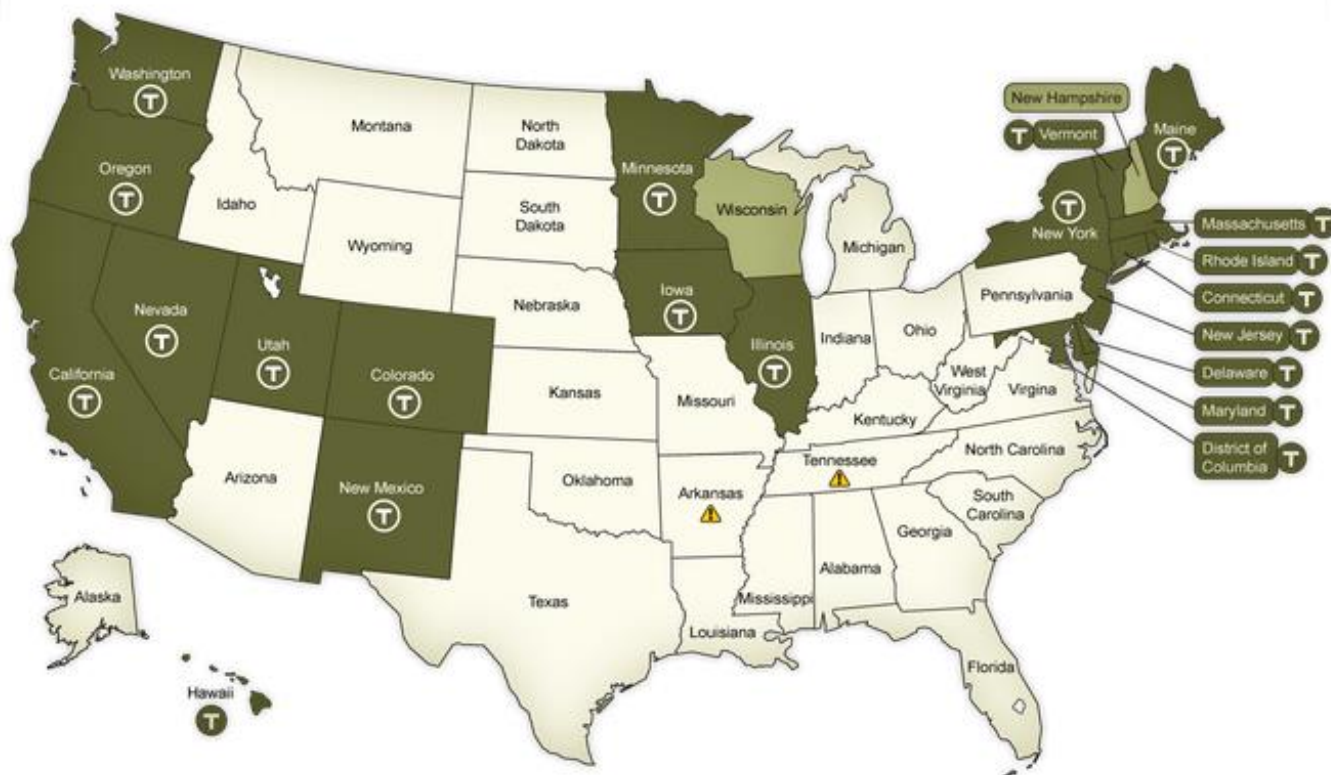 Washington
T
Oregon
T
California
T
Nevada
T
Idaho
Montana
Wyoming
Utah
T
Colorado
T
Arizona
New Mexico
T
North
Dakota
South
Dakota
Nebraska
Kansas
Oklahoma
Texas
Minnesota
T
Iowa
T
Missouri
Arkansas
Louisiana
Wisconsin
Illinois
T
Michigan
Indiana
Ohio
Kentucky
Tennessee
Mississippi
Alabama
Georgia
Florida
South
Carolina
North Carolina
Virgina
West
Virginia
Pennsylvania
T
New York
New Hampshire
T Vermont
Maine
T
Massachusetts T
Rhode Island T
Connecticut T
New Jersey T
Delaware T
Maryland T
District of
Columbia T
Alaska
Hawaii
T